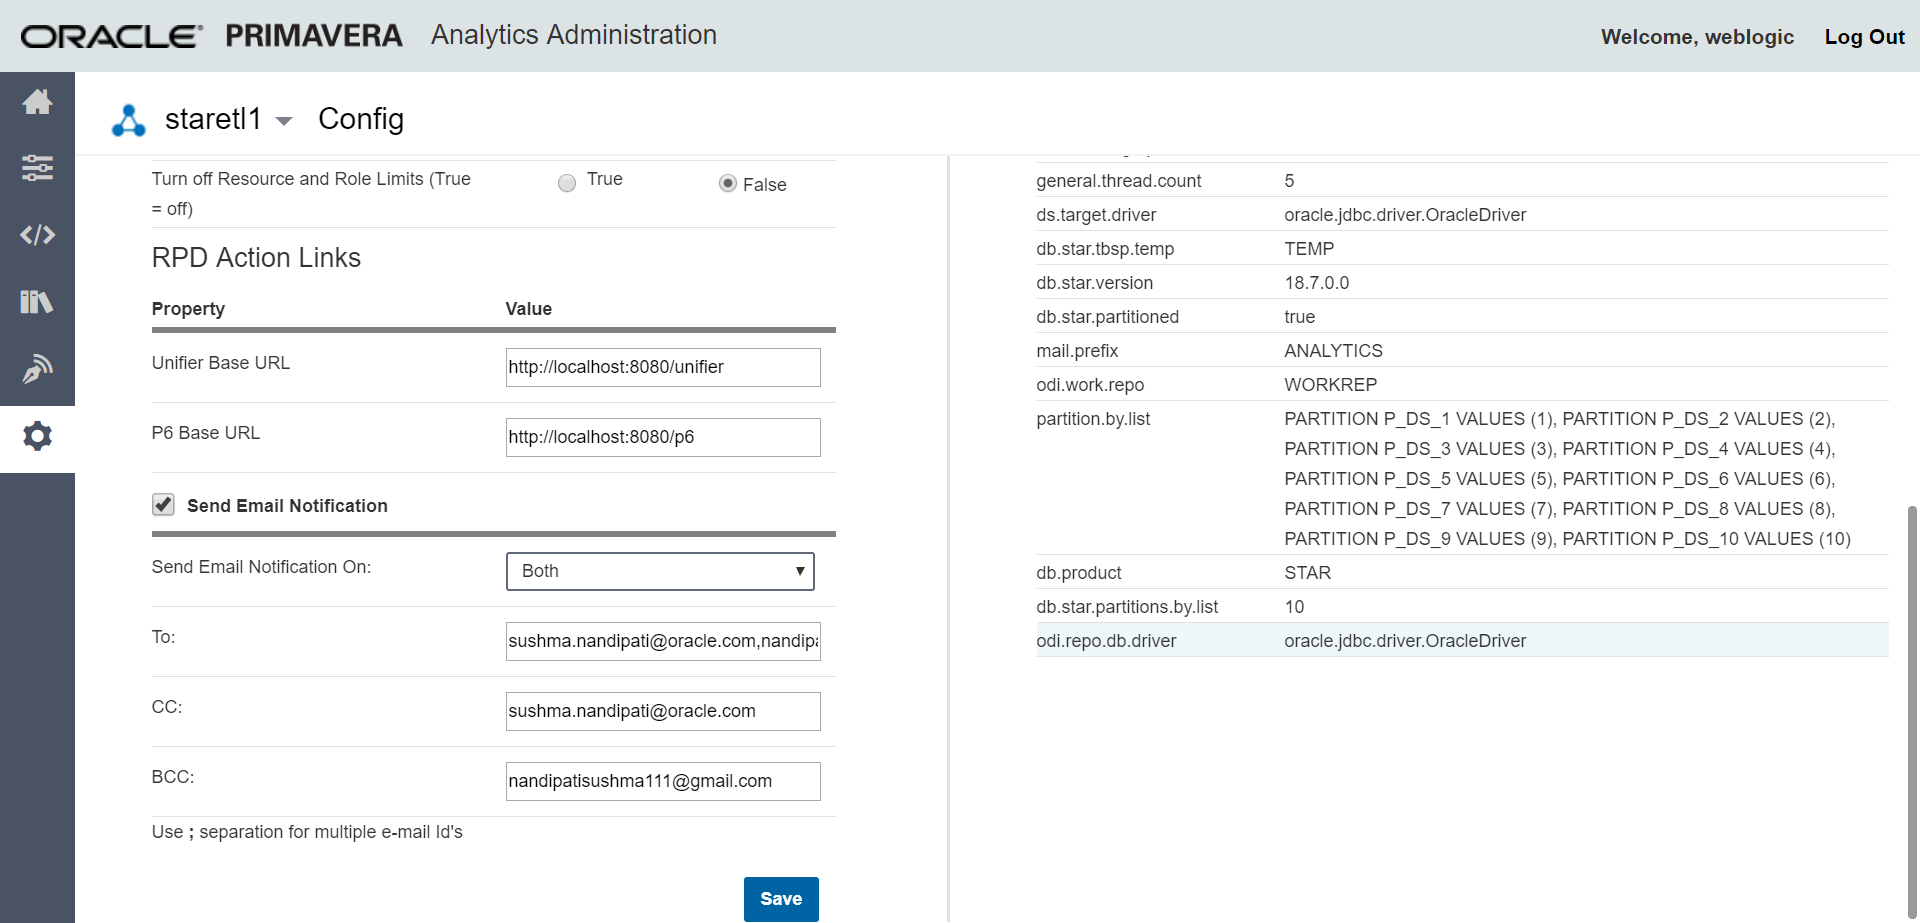 ORACLE PRIMAVERA Analytics Administration
Welcome, weblogic Log Out
staretl1 Config
Turn off Resource and Role Limits (True
= off)
True
False
RPD Action Links
Property Value
Unifier Base URL http://localhost:8080/unifier
P6 Base URL http://localhost:8080/p6
Send Email Notification
Send Email Notification On: Both
To: sushma.nandipati@oracle.com,nandipa
CC: sushma.nandipati@oracle.com
BCC: nandipatisushma111@gmail.com
Use ; separation for multiple e-mail Id's
Save
general.thread.count 5
ds.target.driver oracle.jdbc.driver.OracleDriver
db.star.tbsp.temp TEMP
db.star.version 18.7.0.0
db.star.partitioned true
mail.prefix ANALYTICS
odi.work.repo WORKREP
partition.by.list PARTITION P_DS_1 VALUES (1), PARTITION P_DS_2 VALUES (2),
PARTITION P_DS_3 VALUES (3), PARTITION P_DS_4 VALUES (4),
PARTITION P_DS_5 VALUES (5), PARTITION P_DS_6 VALUES (6),
PARTITION P_DS_7 VALUES (7), PARTITION P_DS_8 VALUES (8),
PARTITION P_DS_9 VALUES (9), PARTITION P_DS_10 VALUES (10)
db.product STAR
db.star.partitions.by.list 10
odi.repo.db.driver oracle.jdbc.driver.OracleDriver